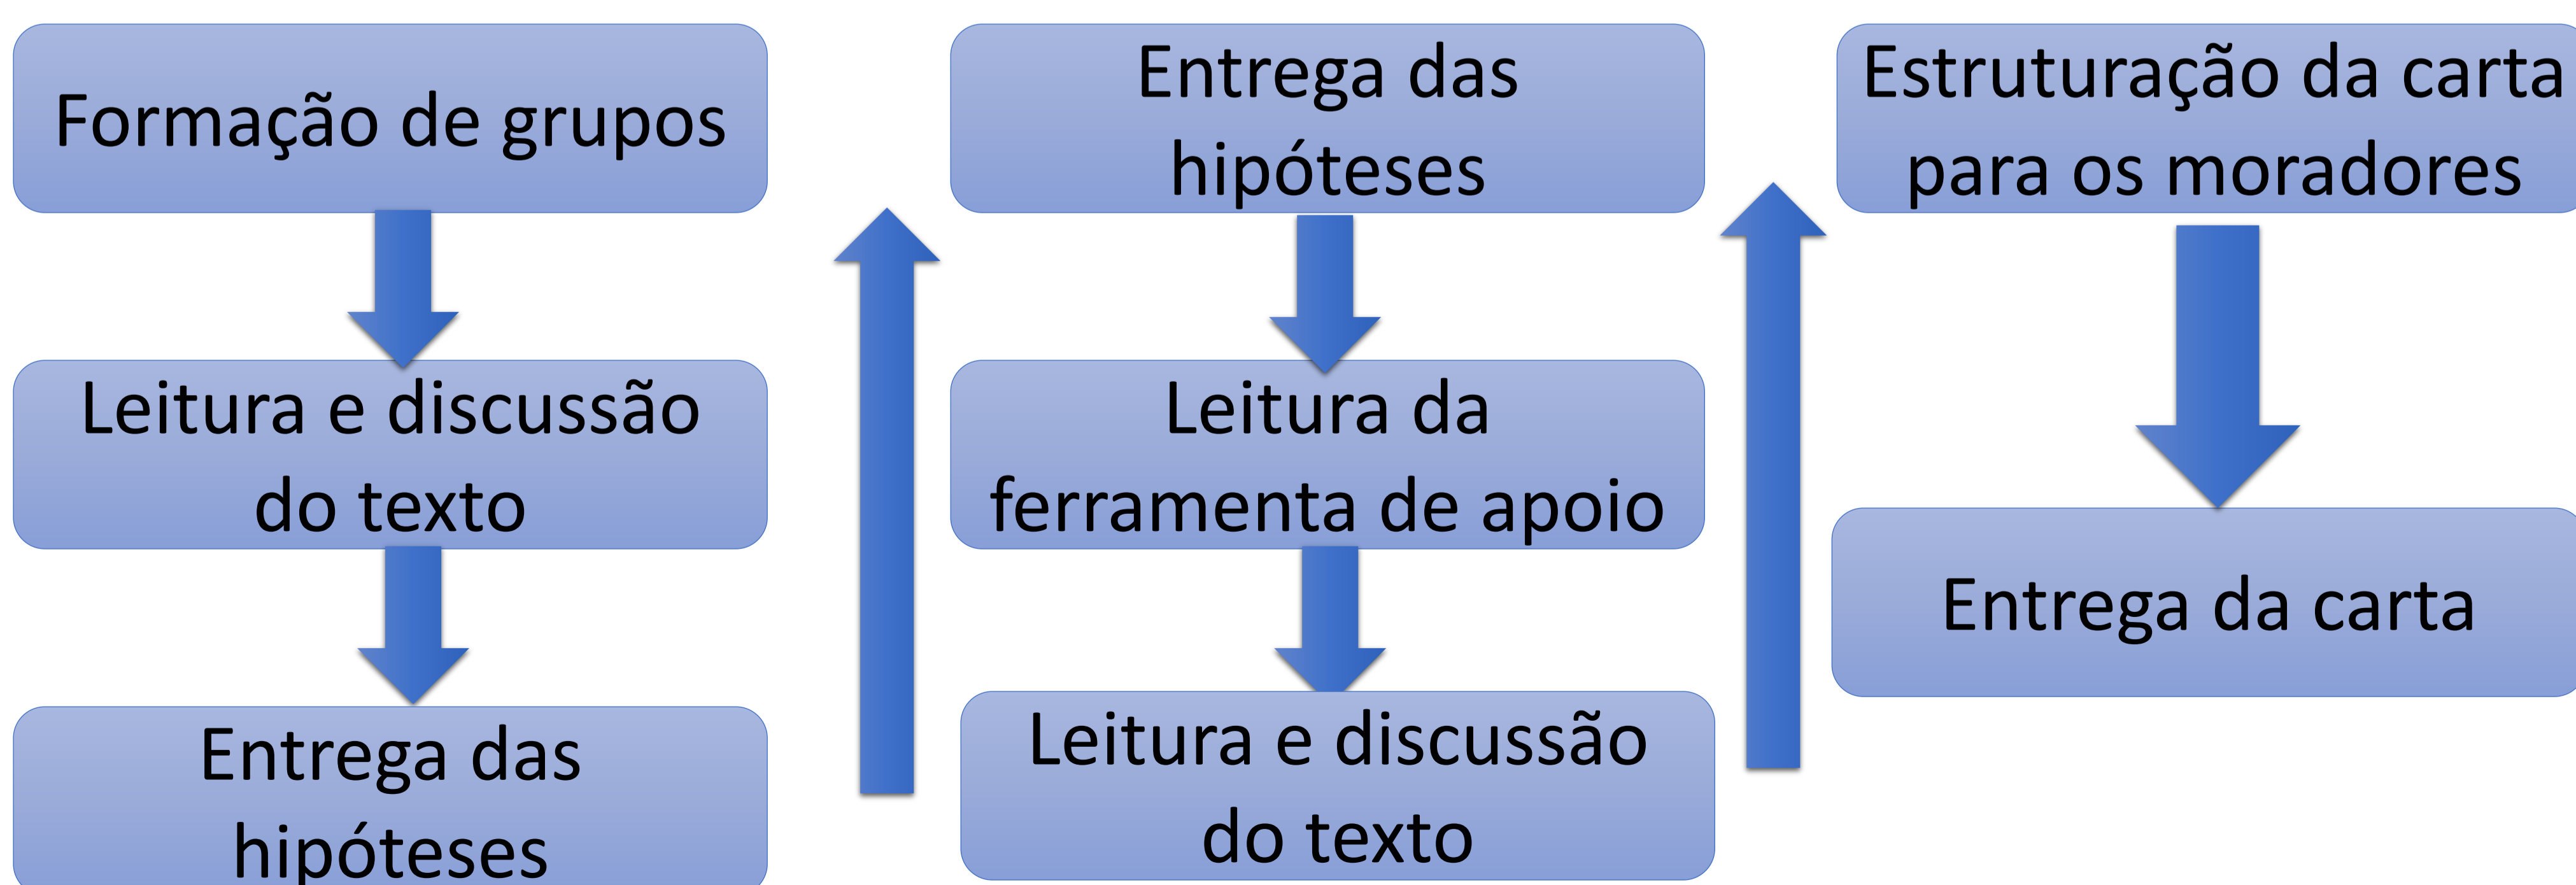 Formação de grupos
Leitura e discussão
do texto
Entrega das
hipóteses
Entrega das
hipóteses
Leitura da
ferramenta de apoio
Leitura e discussão
do texto
Estruturação da carta
para os moradores
Entrega da carta